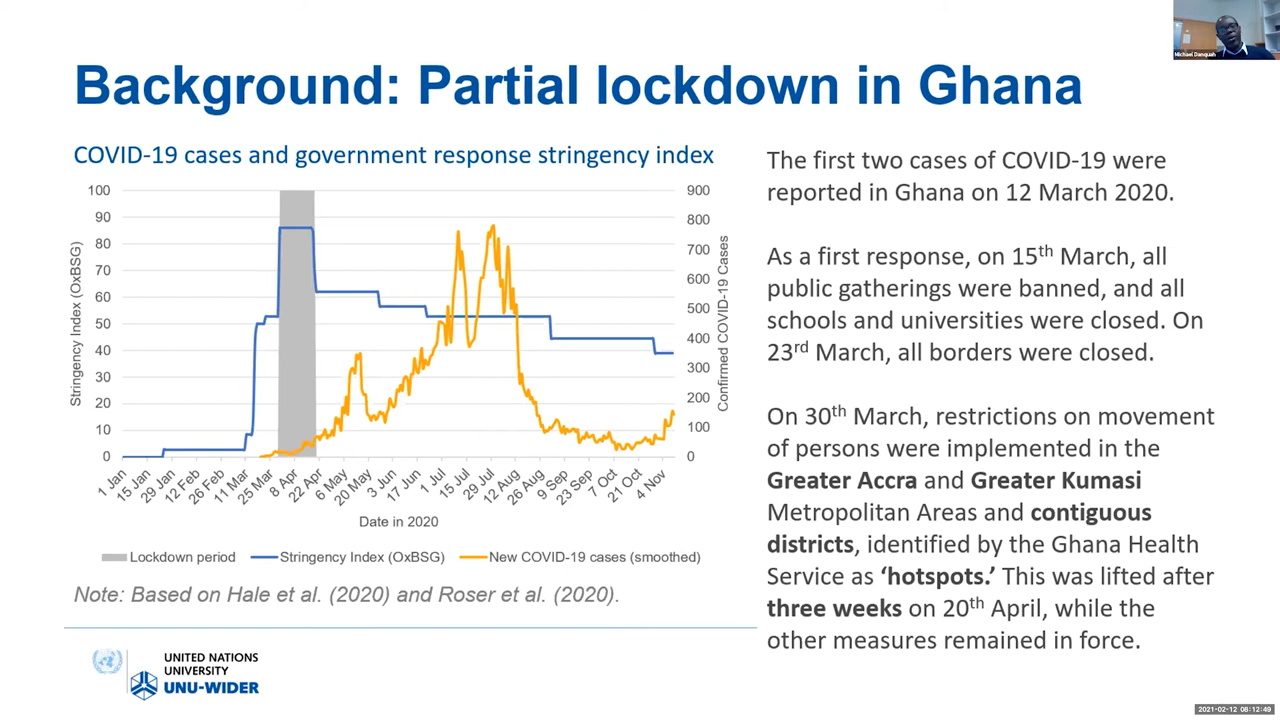 Michael Danquah
Background: Partial lockdown in Ghana
COVID-19 cases and government response stringency index
100
90
80
70
60
50
40
30
20
10
0
Stringency Index (OxBSG)
900
800
700
600
500
400
300
200
100
0
Confirmed COVID-19 Cases
1 Jan
15 Jan
29 Jan
12 Feb
26 Feb
11 Mar
25 Mar
8 Apr
22 Apr
6 May
20 May
3 Jun
17 Jun
1 Jul
15 Jul
29 Jul
12 Aug
26 Aug
9 Sep
23 Sep
7 Oct
21 Oct
4 Nov
Date in 2020
Lockdown period
Stringency Index (OxBSG)
New COVID-19 cases (smoothed)
Note: Based on Hale et al. (2020) and Roser et al. (2020).
The first two cases of COVID-19 were
reported in Ghana on 12 March 2020.
As a first response, on 15th March, all
public gatherings were banned, and all
schools and universities were closed. On
23rd March, all borders were closed.
On 30th March, restrictions on movement
of persons were implemented in the
Greater Accra and Greater Kumasi
Metropolitan Areas and contiguous
districts, identified by the Ghana Health
Service as ‘hotspots.’ This was lifted after
three weeks on 20th April, while the
other measures remained in force.
UNITED NATIONS
UNIVERSITY
UNU-WIDER
2021-02-12 08:12:49